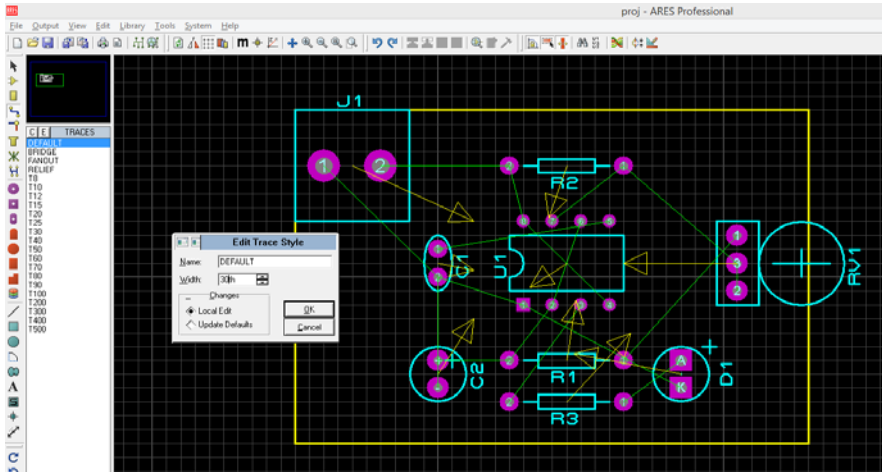 proj - ARES Professional
File Output View Edit Library Tools System Help
C E TRACES
DEFAULT
BRIDGE
FANOUT
RELIEF
T8
T10
T12
T15
T20
T25
T30
T40
T50
T60
T70
T80
T90
T100
T200
T300
T400
T500
Edit Trace Style
Name: DEFAULT
Width: 30th
Changes
Local Edit
Update Defaults
OK
Cancel
J1
1 2
R2
C1
U1
RV1
1
3
2
C2
R1
R3
D1
A
K